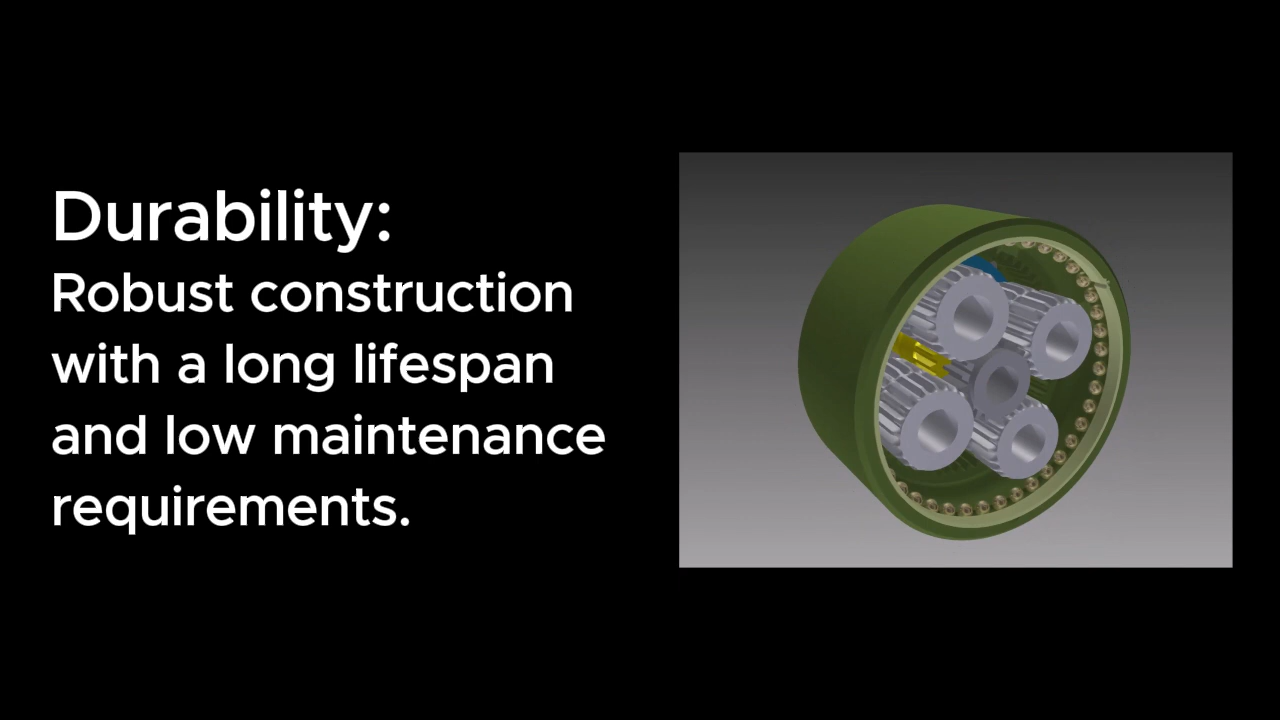 Durability:
Robust construction
with a long lifespan
and low maintenance
requirements.